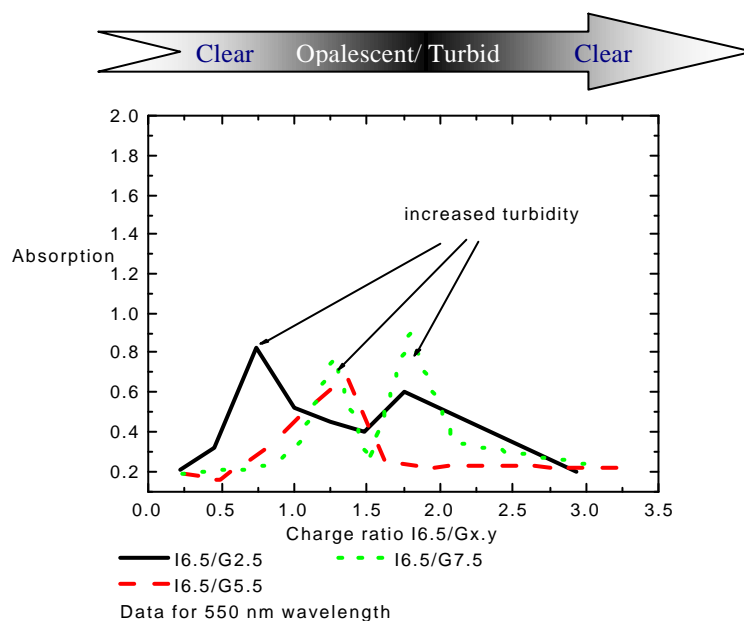 Clear Opalescent/ Turbid Clear
2.0
1.8
1.6
increased turbidity
1.4
Absorption
1.2
1.0
0.8
0.6
0.4
0.2
0.0 0.5 1.0 1.5 2.0 2.5 3.0 3.5
Charge ratio I6.5/Gx.y
I6.5/G2.5 I6.5/G7.5
I6.5/G5.5
Data for 550 nm wavelength